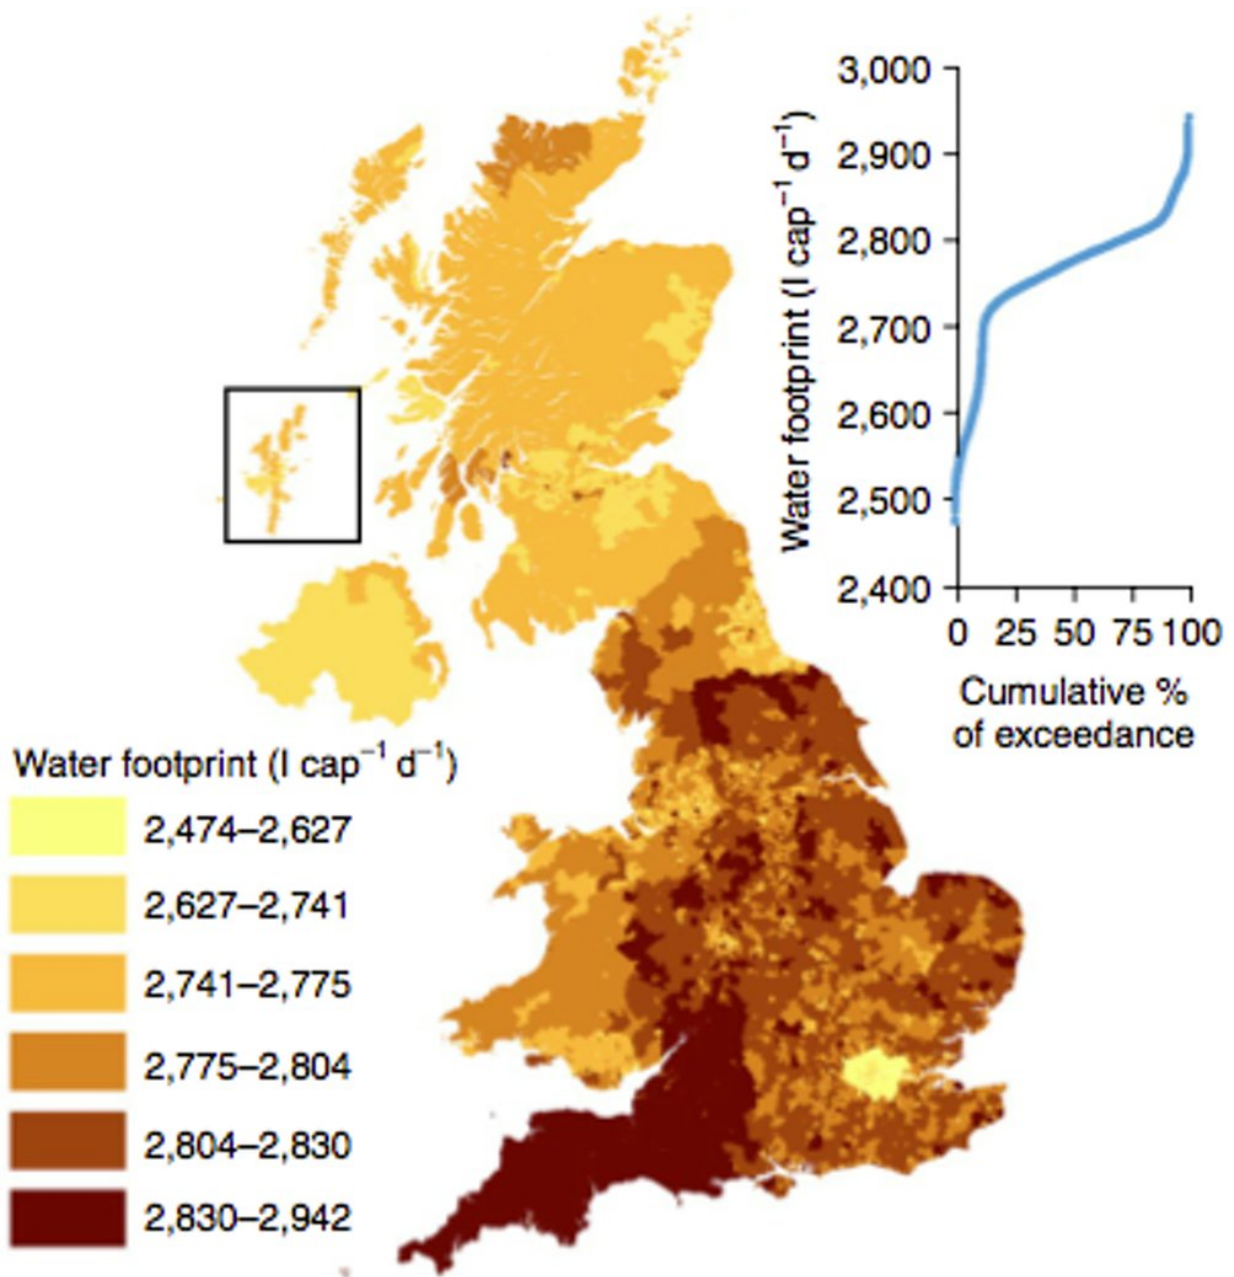 3,000
2,900
2,800
2,700
2,600
2,500
2,400
Water footprint (l cap⁻¹ d⁻¹)
0 25 50 75 100
Cumulative %
of exceedance
Water footprint (l cap⁻¹ d⁻¹)
2,474–2,627
2,627–2,741
2,741–2,775
2,775–2,804
2,804–2,830
2,830–2,942